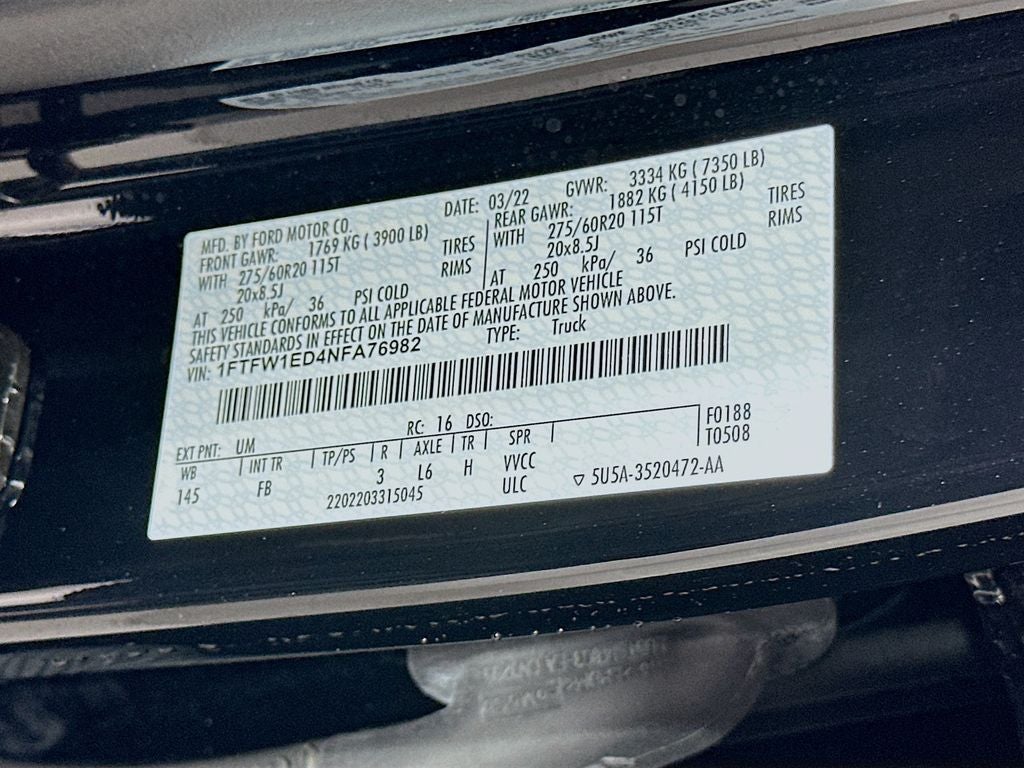 MFD. BY FORD MOTOR CO. DATE: 03/22 GVWR: 3334 KG ( 7350 LB)
FRONT GAWR: 1769 KG ( 3900 LB) REAR GAWR: 1882 KG ( 4150 LB)
WITH 275/60R20 115T TIRES WITH 275/60R20 115T TIRES
20x8.5J RIMS 20x8.5J RIMS
AT 250 kPa/ 36 PSI COLD AT 250 kPa/ 36 PSI COLD
THIS VEHICLE CONFORMS TO ALL APPLICABLE FEDERAL MOTOR VEHICLE
SAFETY STANDARDS IN EFFECT ON THE DATE OF MANUFACTURE SHOWN ABOVE.
VIN: 1FTFW1ED4NFA76982 TYPE: Truck
EXT PNT: UM RC: 16 DSO: F0188
WB INT TR TP/PS R AXLE TR SPR T0508
145 FB 3 L6 H VVCC
2202203315045 ULC ▽ 5U5A-3520472-AA